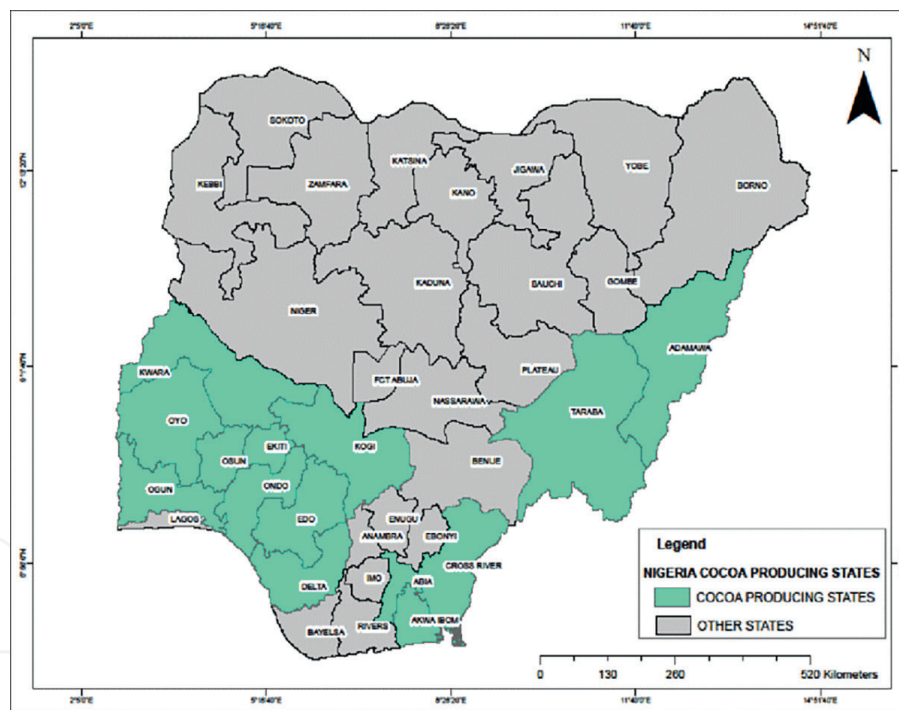 2°5'0"E 5°16'40"E 8°28'20"E 11°40'0"E 14°51'40"E
N
SOKOTO
KATSINA
JIGAWA
YOBE
KEBBI
ZAMFARA
KANO
BORNO
KADUNA
BAUCHI
GOMBE
NIGER
ADAMAWA
KWARA
FCT ABUJA
PLATEAU
NASSARAWA
TARABA
OYO
OSUN
EKITI
KOGI
BENUE
OGUN
ONDO
LAGOS
EDO
ENUGU
ANAMBRA
EBONYI
CROSS RIVER
DELTA
IMO
ABIA
BAYELSA
RIVERS
AKWA IBOM
Legend
NIGERIA COCOA PRODUCING STATES
COCOA PRODUCING STATES
OTHER STATES
0 130 260 520 Kilometers
2°5'0"E 5°16'40"E 8°28'20"E 11°40'0"E 14°51'40"E